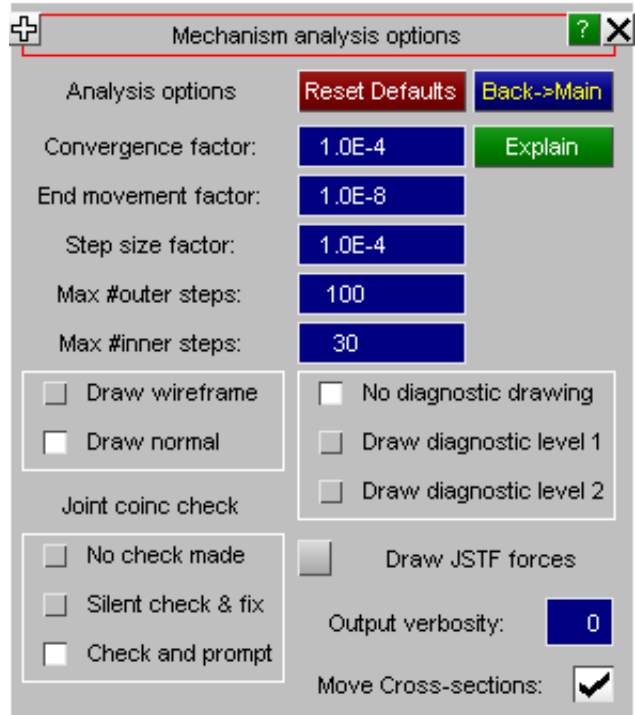 Mechanism analysis options ?
Analysis options Reset Defaults Back->Main
Convergence factor: 1.0E-4 Explain
End movement factor: 1.0E-8
Step size factor: 1.0E-4
Max #outer steps: 100
Max #inner steps: 30
Draw wireframe No diagnostic drawing
Draw normal Draw diagnostic level 1
Draw diagnostic level 2
Joint coinc check
No check made Draw JSTF forces
Silent check & fix
Output verbosity: 0
Check and prompt
Move Cross-sections: